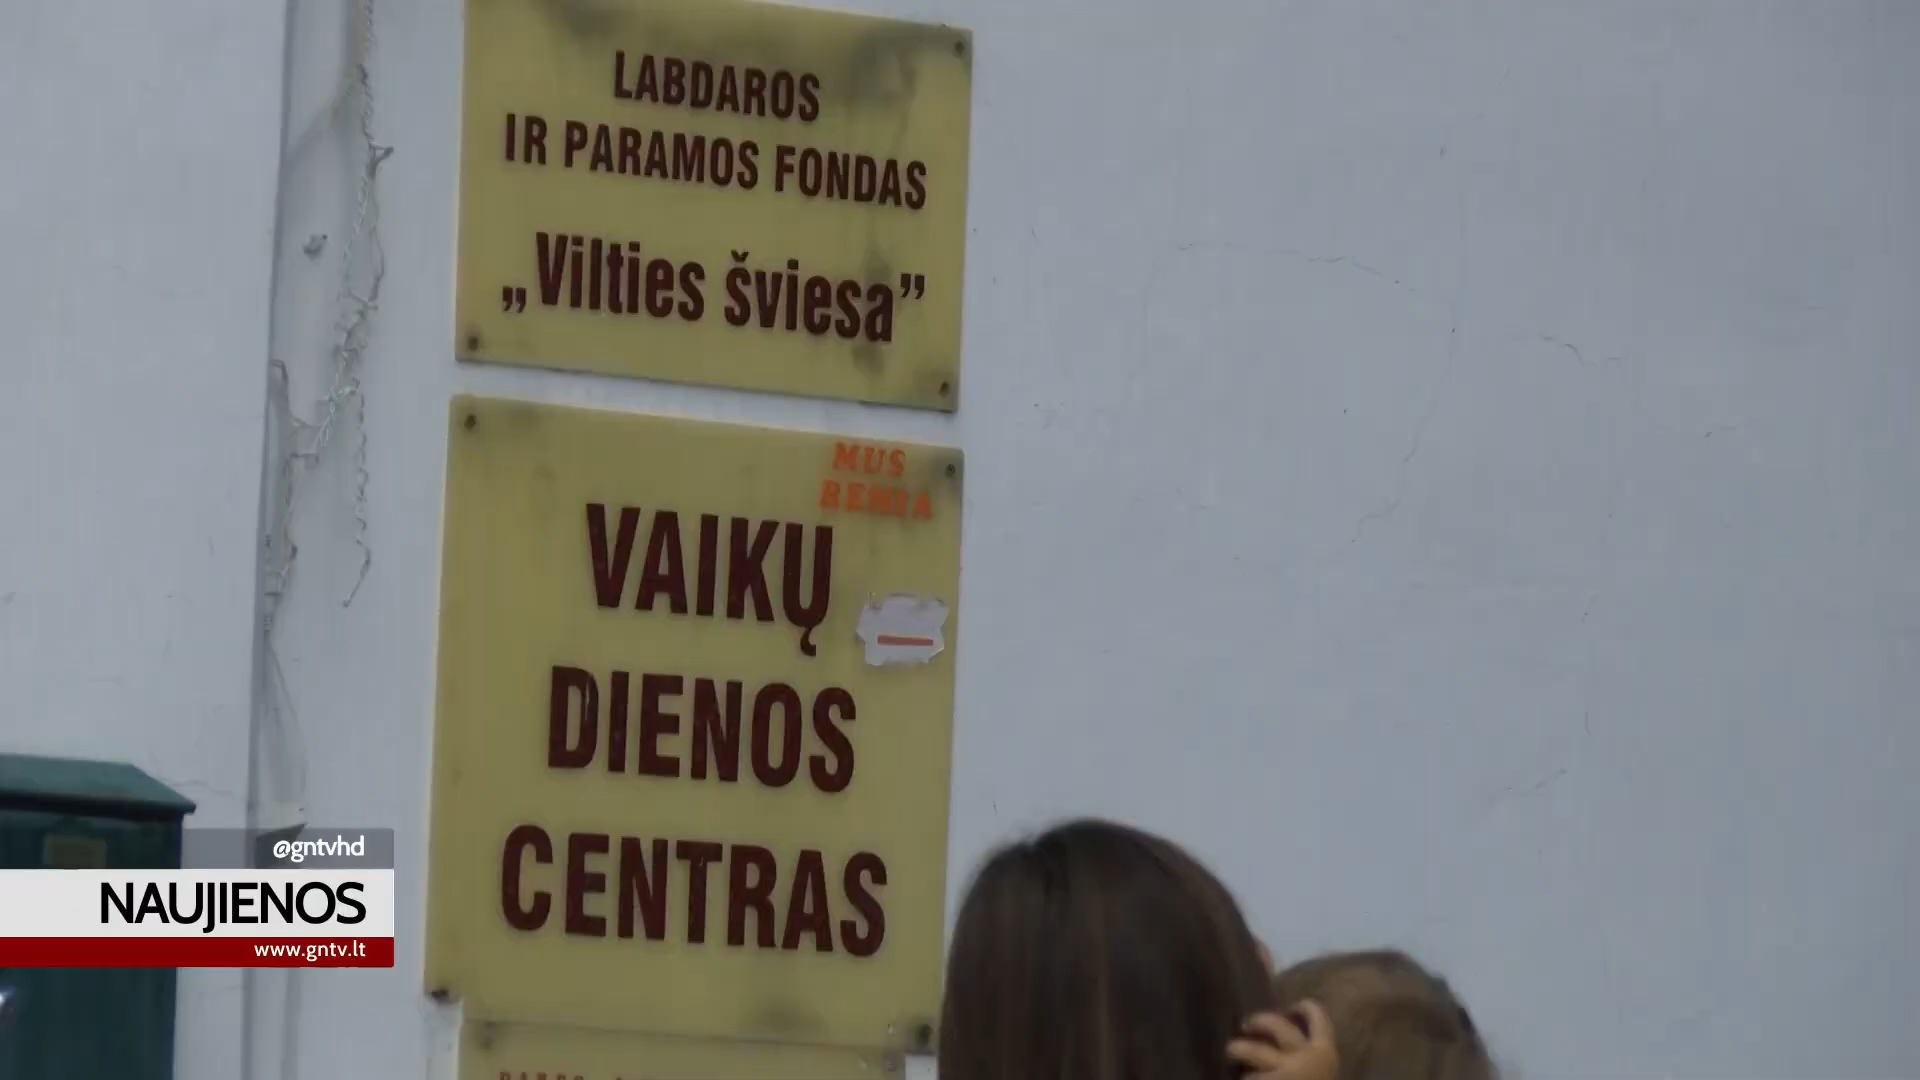 LABDAROS
IR PARAMOS FONDAS
„Vilties šviesa”
MUS
REMIA
VAIKŲ
DIENOS
CENTRAS
@gntvhd
NAUJIENOS
www.gntv.lt